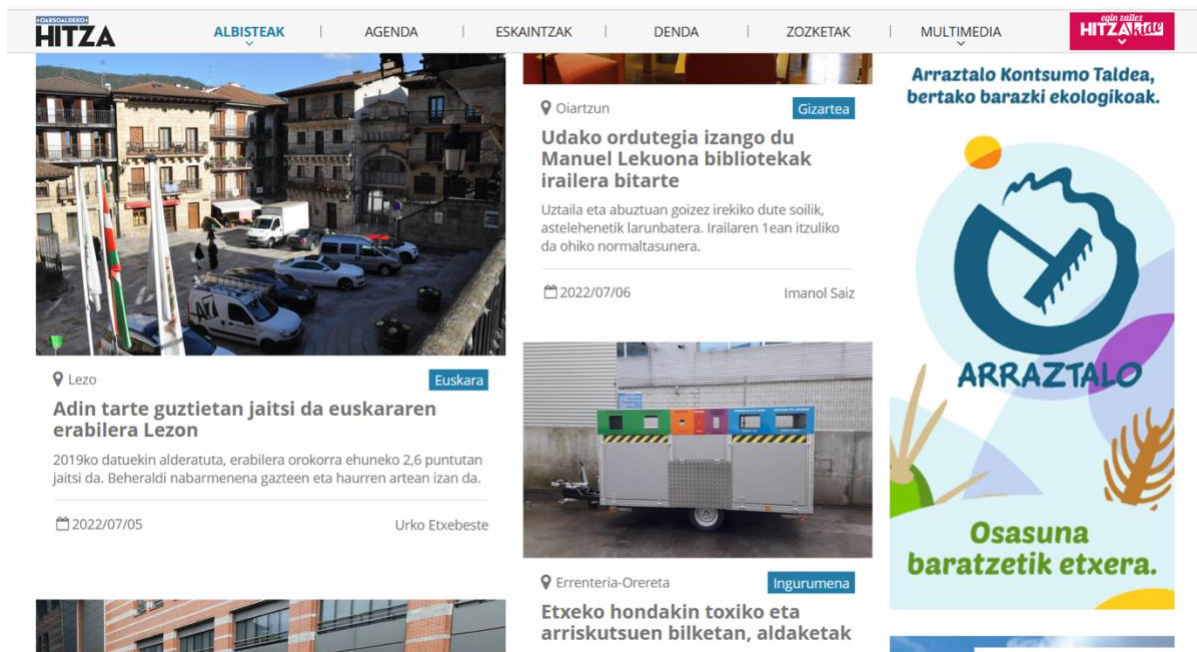 OARSOALDEKO
HITZA
ALBISTEAK
AGENDA
ESKAINTZAK
DENDA
ZOZKETAK
MULTIMEDIA
egin zaitez
HITZAkide
Lezo
Euskara
Adin tarte guztietan jaitsi da euskararen
erabilera Lezon
2019ko datuekin alderatuta, erabilera orokorra ehuneko 2,6 puntutan
jaitsi da. Beheraldi nabarmenena gazteen eta haurren artean izan da.
2022/07/05
Urko Etxebeste
Oiartzun
Gizartea
Udako ordutegia izango du
Manuel Lekuona bibliotekak
irailera bitarte
Uztaila eta abuztuan goizez irekiko dute soilik,
astelehenetik larunbatera. Irailaren 1ean itzuliko
da ohiko normaltasunera.
2022/07/06
Imanol Saiz
Errenteria-Orereta
Ingurumena
Etxeko hondakin toxiko eta
arriskutsuen bilketan, aldaketak
Arraztalo Kontsumo Taldea,
bertako barazki ekologikoak.
ARRAZTALO
Osasuna
baratzetik etxera.